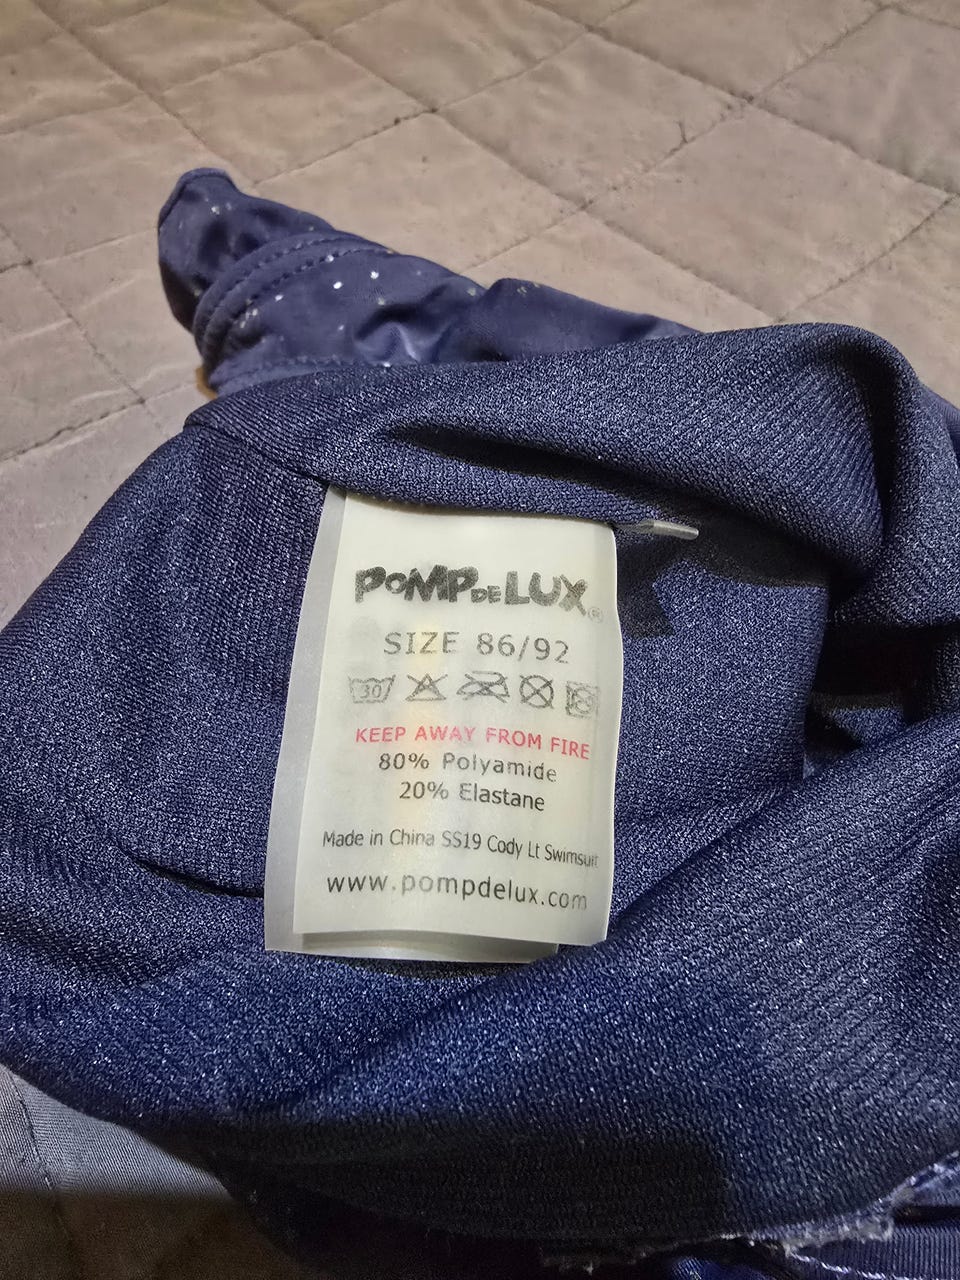 POMPDELUX®
SIZE 86/92
30
KEEP AWAY FROM FIRE
80% Polyamide
20% Elastane
Made in China SS19 Cody Lt Swimsuit
www.pompdelux.com